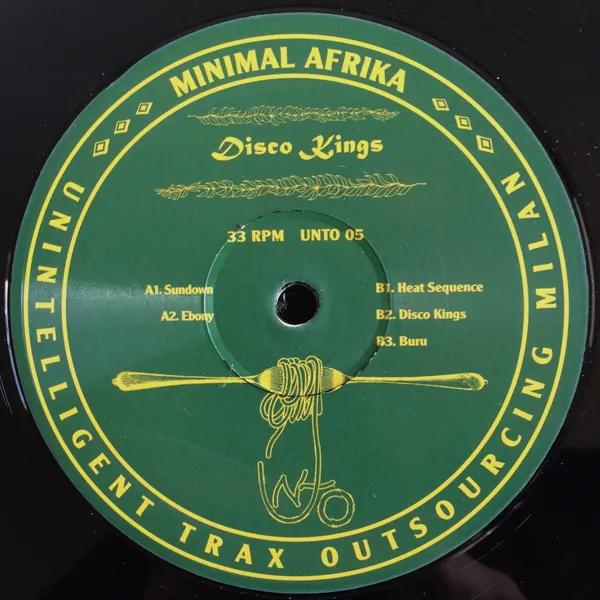 MINIMAL AFRIKA
Disco Kings
33 RPM UNTO 05
A1. Sundown
A2. Ebony
B1. Heat Sequence
B2. Disco Kings
B3. Buru
UNTO
UNINTELLIGENT TRAX OUTSOURCING MILAN